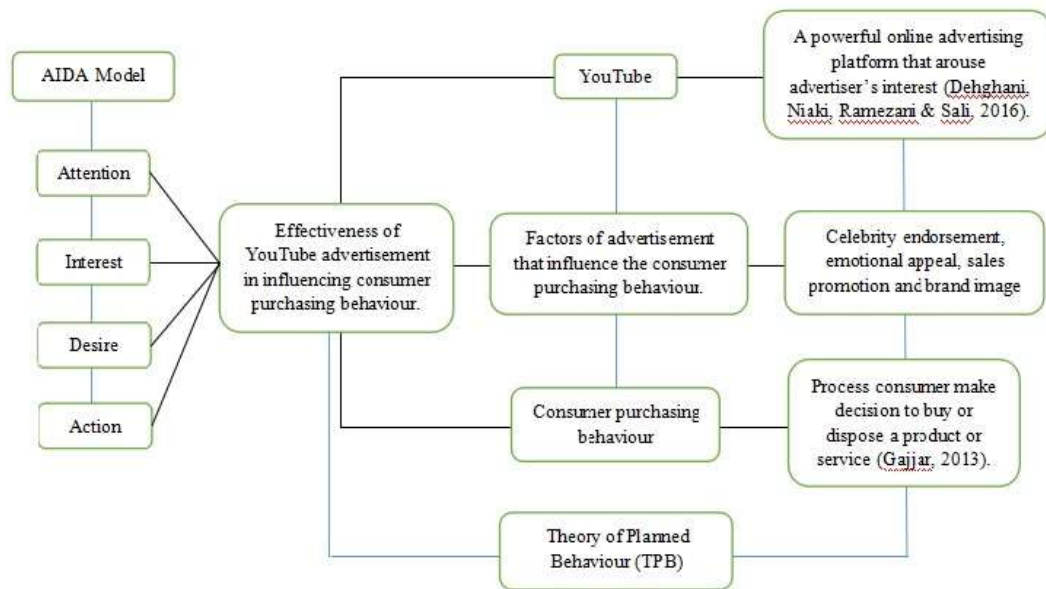 AIDA Model
Attention
Interest
Desire
Action
Effectiveness of
YouTube advertisement
in influencing consumer
purchasing behaviour.
YouTube
A powerful online advertising
platform that arouse
advertiser's interest (Dehghani,
Niaki, Ramezani & Sali, 2016).
Factors of advertisement
that influence the consumer
purchasing behaviour.
Celebrity endorsement,
emotional appeal, sales
promotion and brand image
Consumer purchasing
behaviour
Process consumer make
decision to buy or
dispose a product or
service (Gajjar, 2013).
Theory of Planned
Behaviour (TPB)